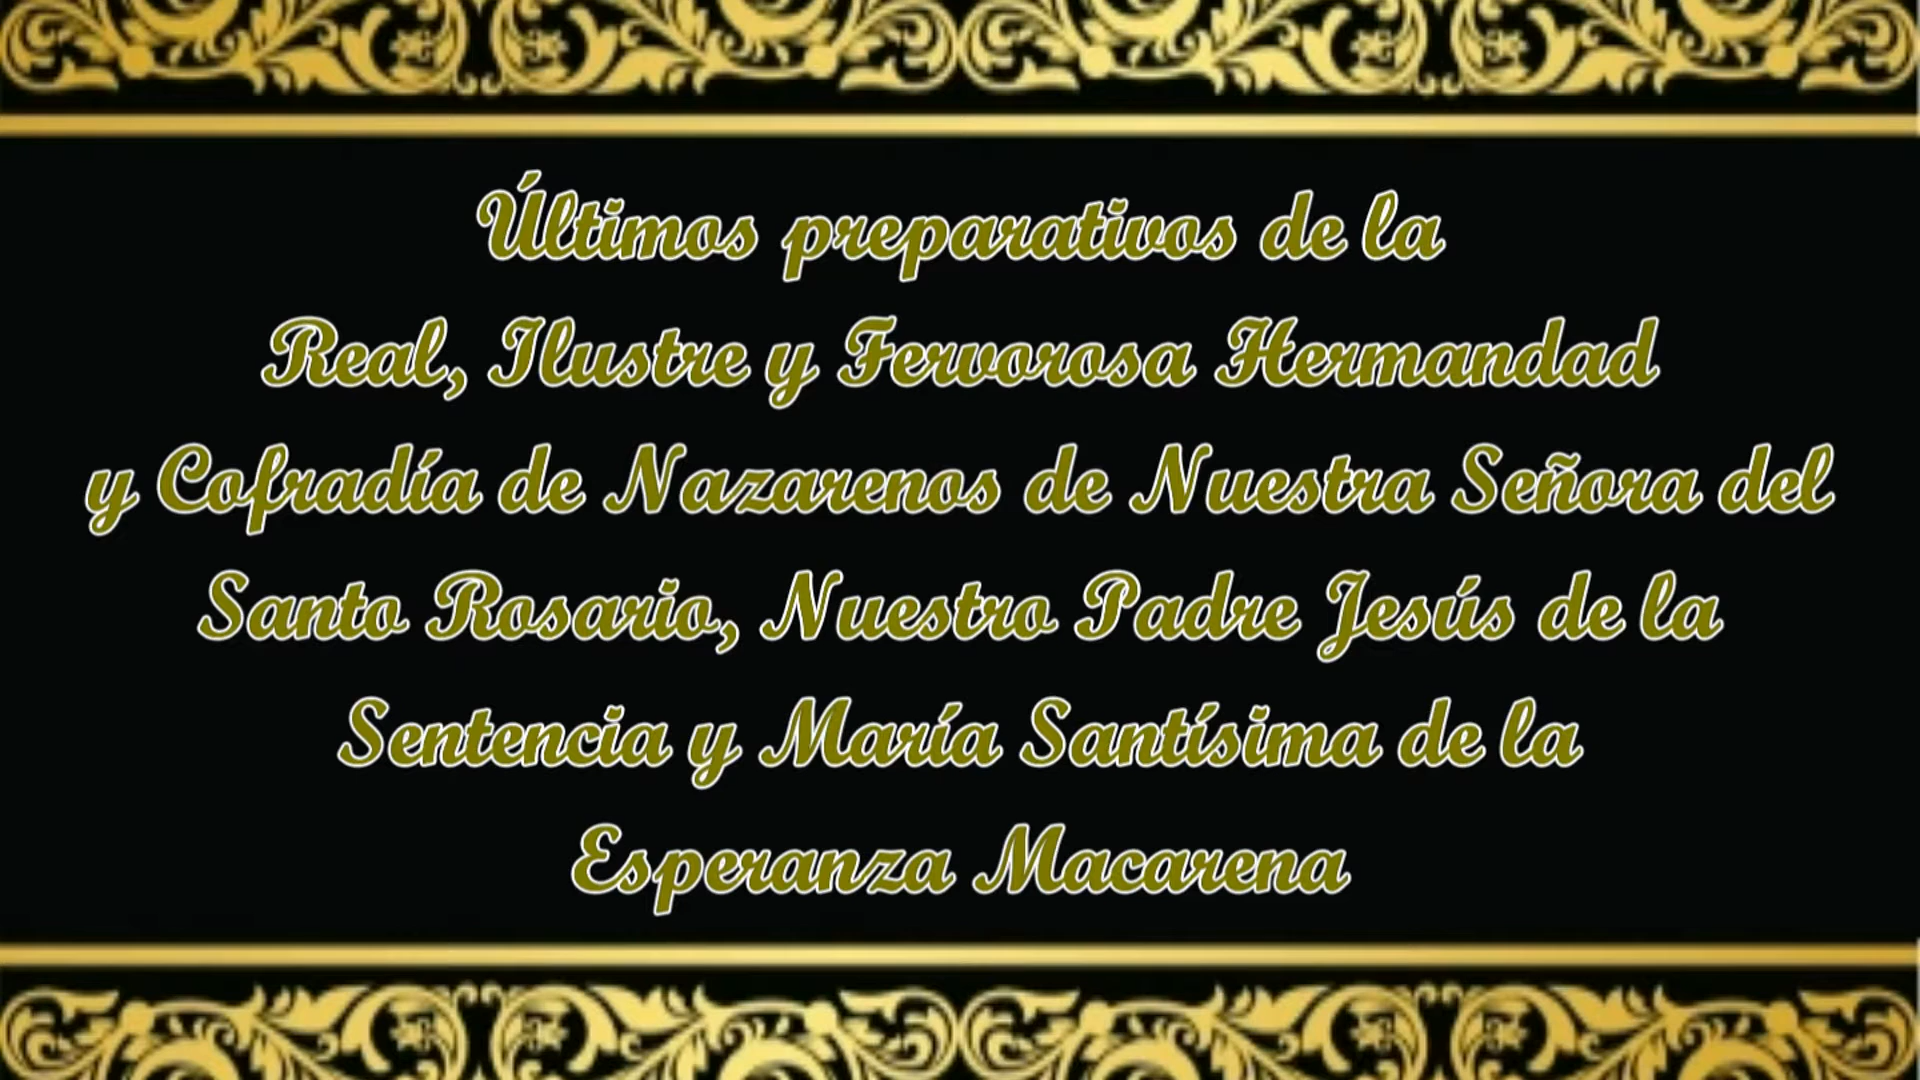 Últimos preparativos de la
Real, Ilustre y Fervorosa Hermandad
y Cofradía de Nazarenos de Nuestra Señora del
Santo Rosario, Nuestro Padre Jesús de la
Sentencia y María Santísima de la
Esperanza Macarena